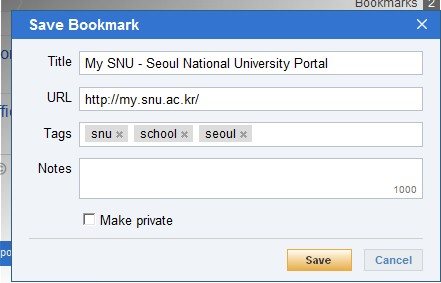 Bookmarks 2
Save Bookmark
Title My SNU - Seoul National University Portal
URL http://my.snu.ac.kr/
Tags snu × school × seoul ×
Notes
1000
Make private
Save Cancel